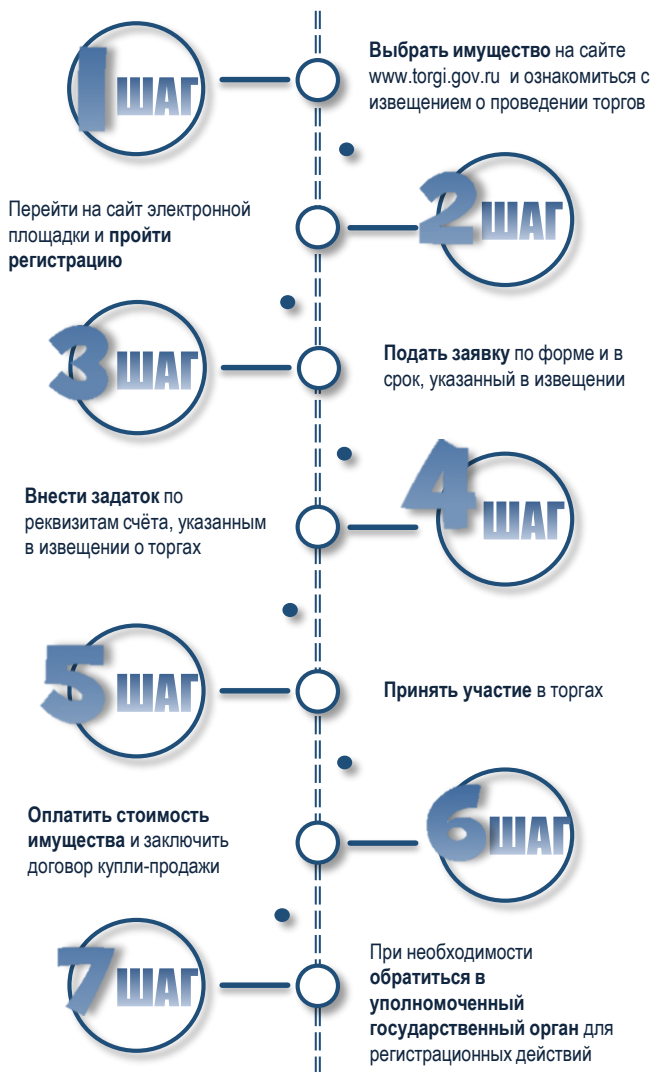 1 ШАГ
Выбрать имущество на сайте
www.torgi.gov.ru и ознакомиться с
извещением о проведении торгов
2 ШАГ
Перейти на сайт электронной
площадки и пройти
регистрацию
3 ШАГ
Подать заявку по форме и в
срок, указанный в извещении
4 ШАГ
Внести задаток по
реквизитам счёта, указанным
в извещении о торгах
5 ШАГ
Принять участие в торгах
6 ШАГ
Оплатить стоимость
имущества и заключить
договор купли-продажи
7 ШАГ
При необходимости
обратиться в
уполномоченный
государственный орган для
регистрационных действий